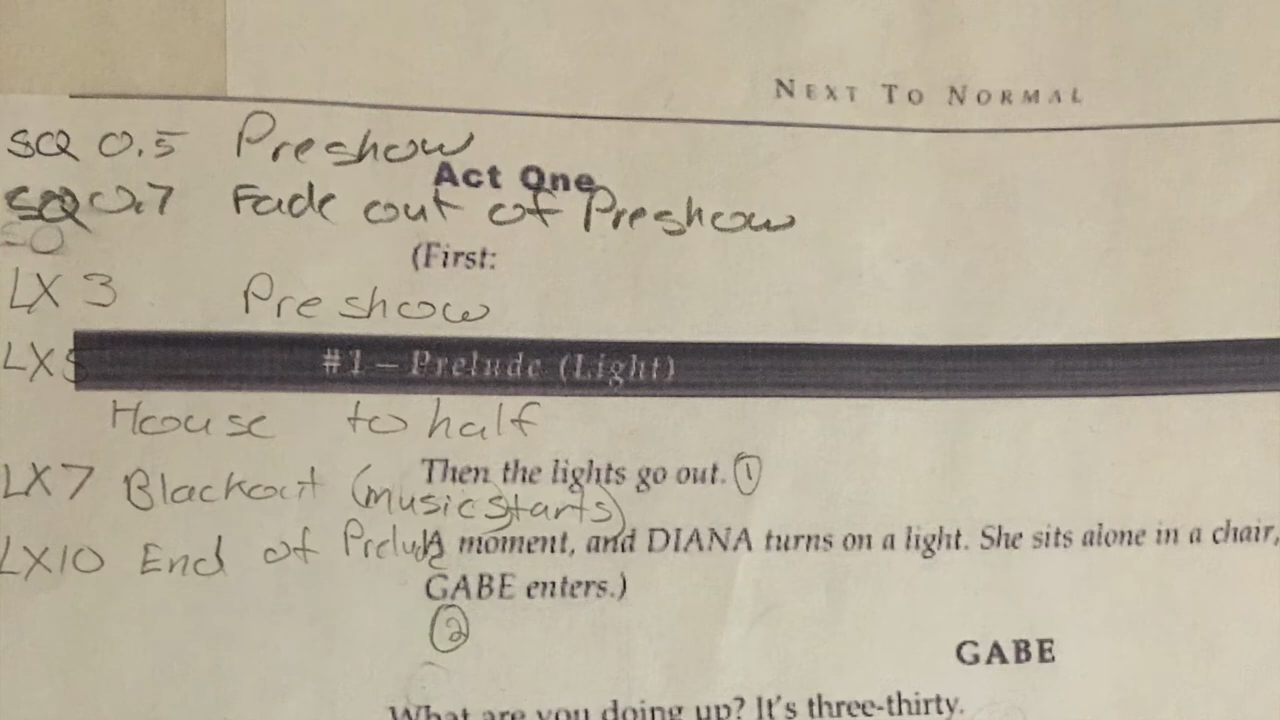 NEXT TO NORMAL
SQ 0.5 Preshow
Act One
SQ 0.7 Fade out of Preshow
(First:
LX 3 Preshow
LX5 #1 – Prelude (Light)
House to half
Then the lights go out. ①
LX7 Blackout (music starts)
A moment, and DIANA turns on a light. She sits alone in a chair,
LX10 End of Prelude
GABE enters.)
②
GABE
What are you doing up? It's three-thirty.